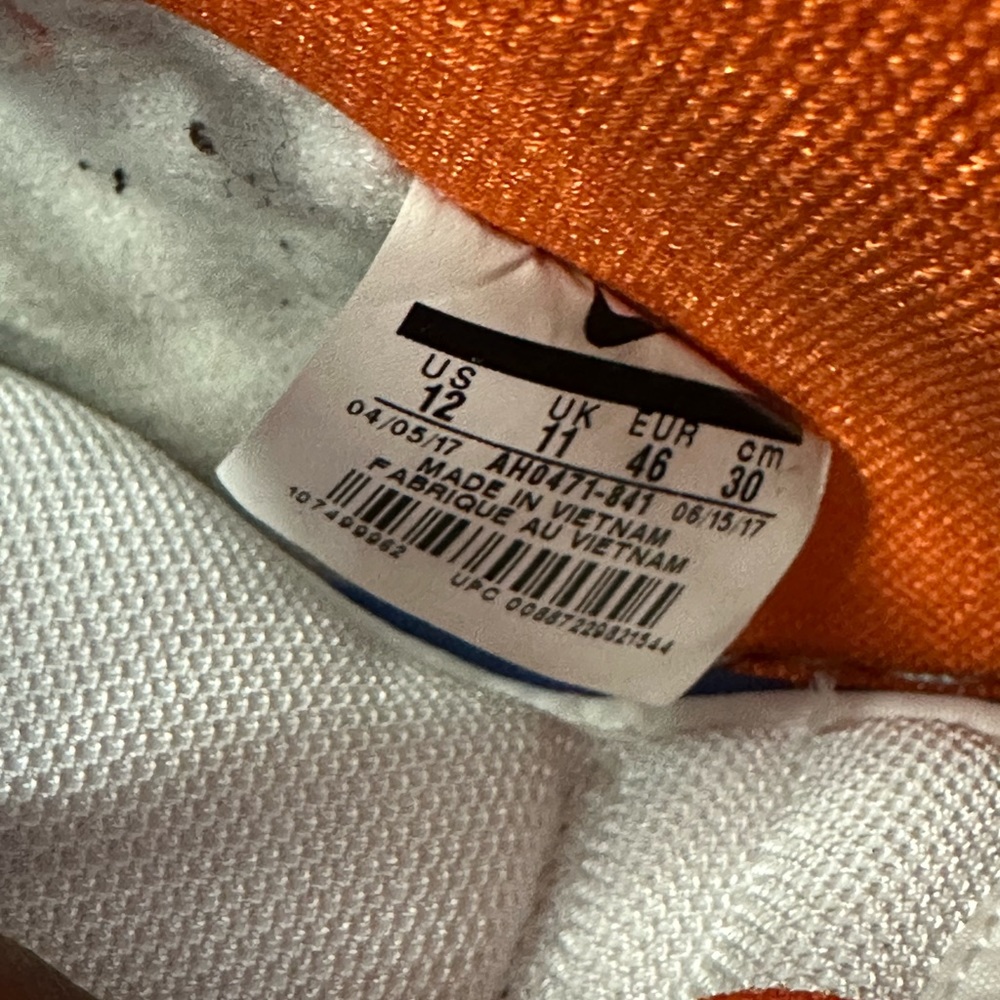 US UK EUR cm
12 11 46 30
04/05/17 AH0471-841 06/15/17
MADE IN VIETNAM
FABRIQUE AU VIETNAM
107499962
UPC 00887229821544